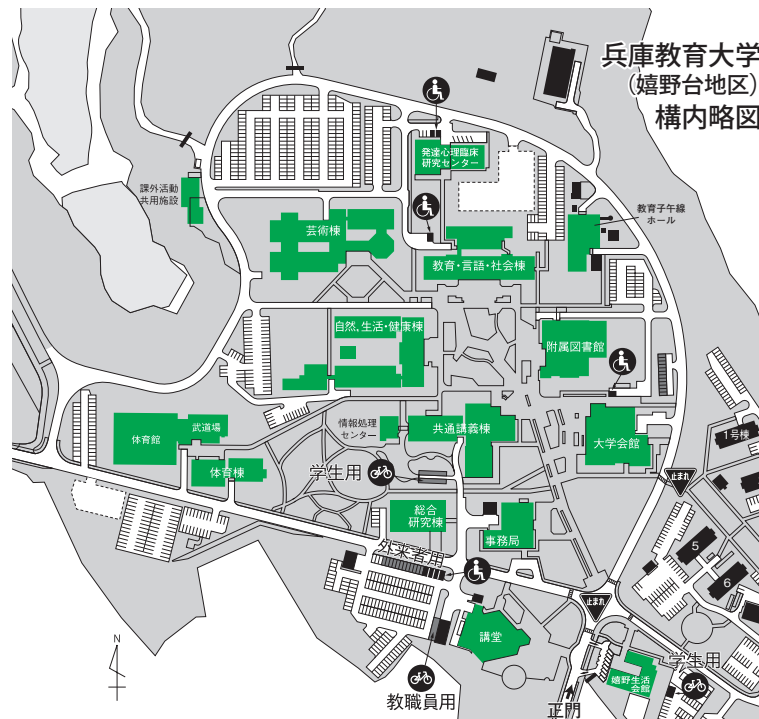 兵庫教育大学
(嬉野台地区)
構内略図
発達心理臨床
研究センター
課外活動
共用施設
教育子午線
ホール
芸術棟
教育・言語・社会棟
自然,生活・健康棟
附属図書館
体育館
武道場
情報処理
センター
共通講義棟
大学会館
1号棟
体育棟
学生用
止まれ
総合
研究棟
事務局
外来者用
5
6
止まれ
講堂
N
教職員用
正門
嬉野生活
会館
学生用